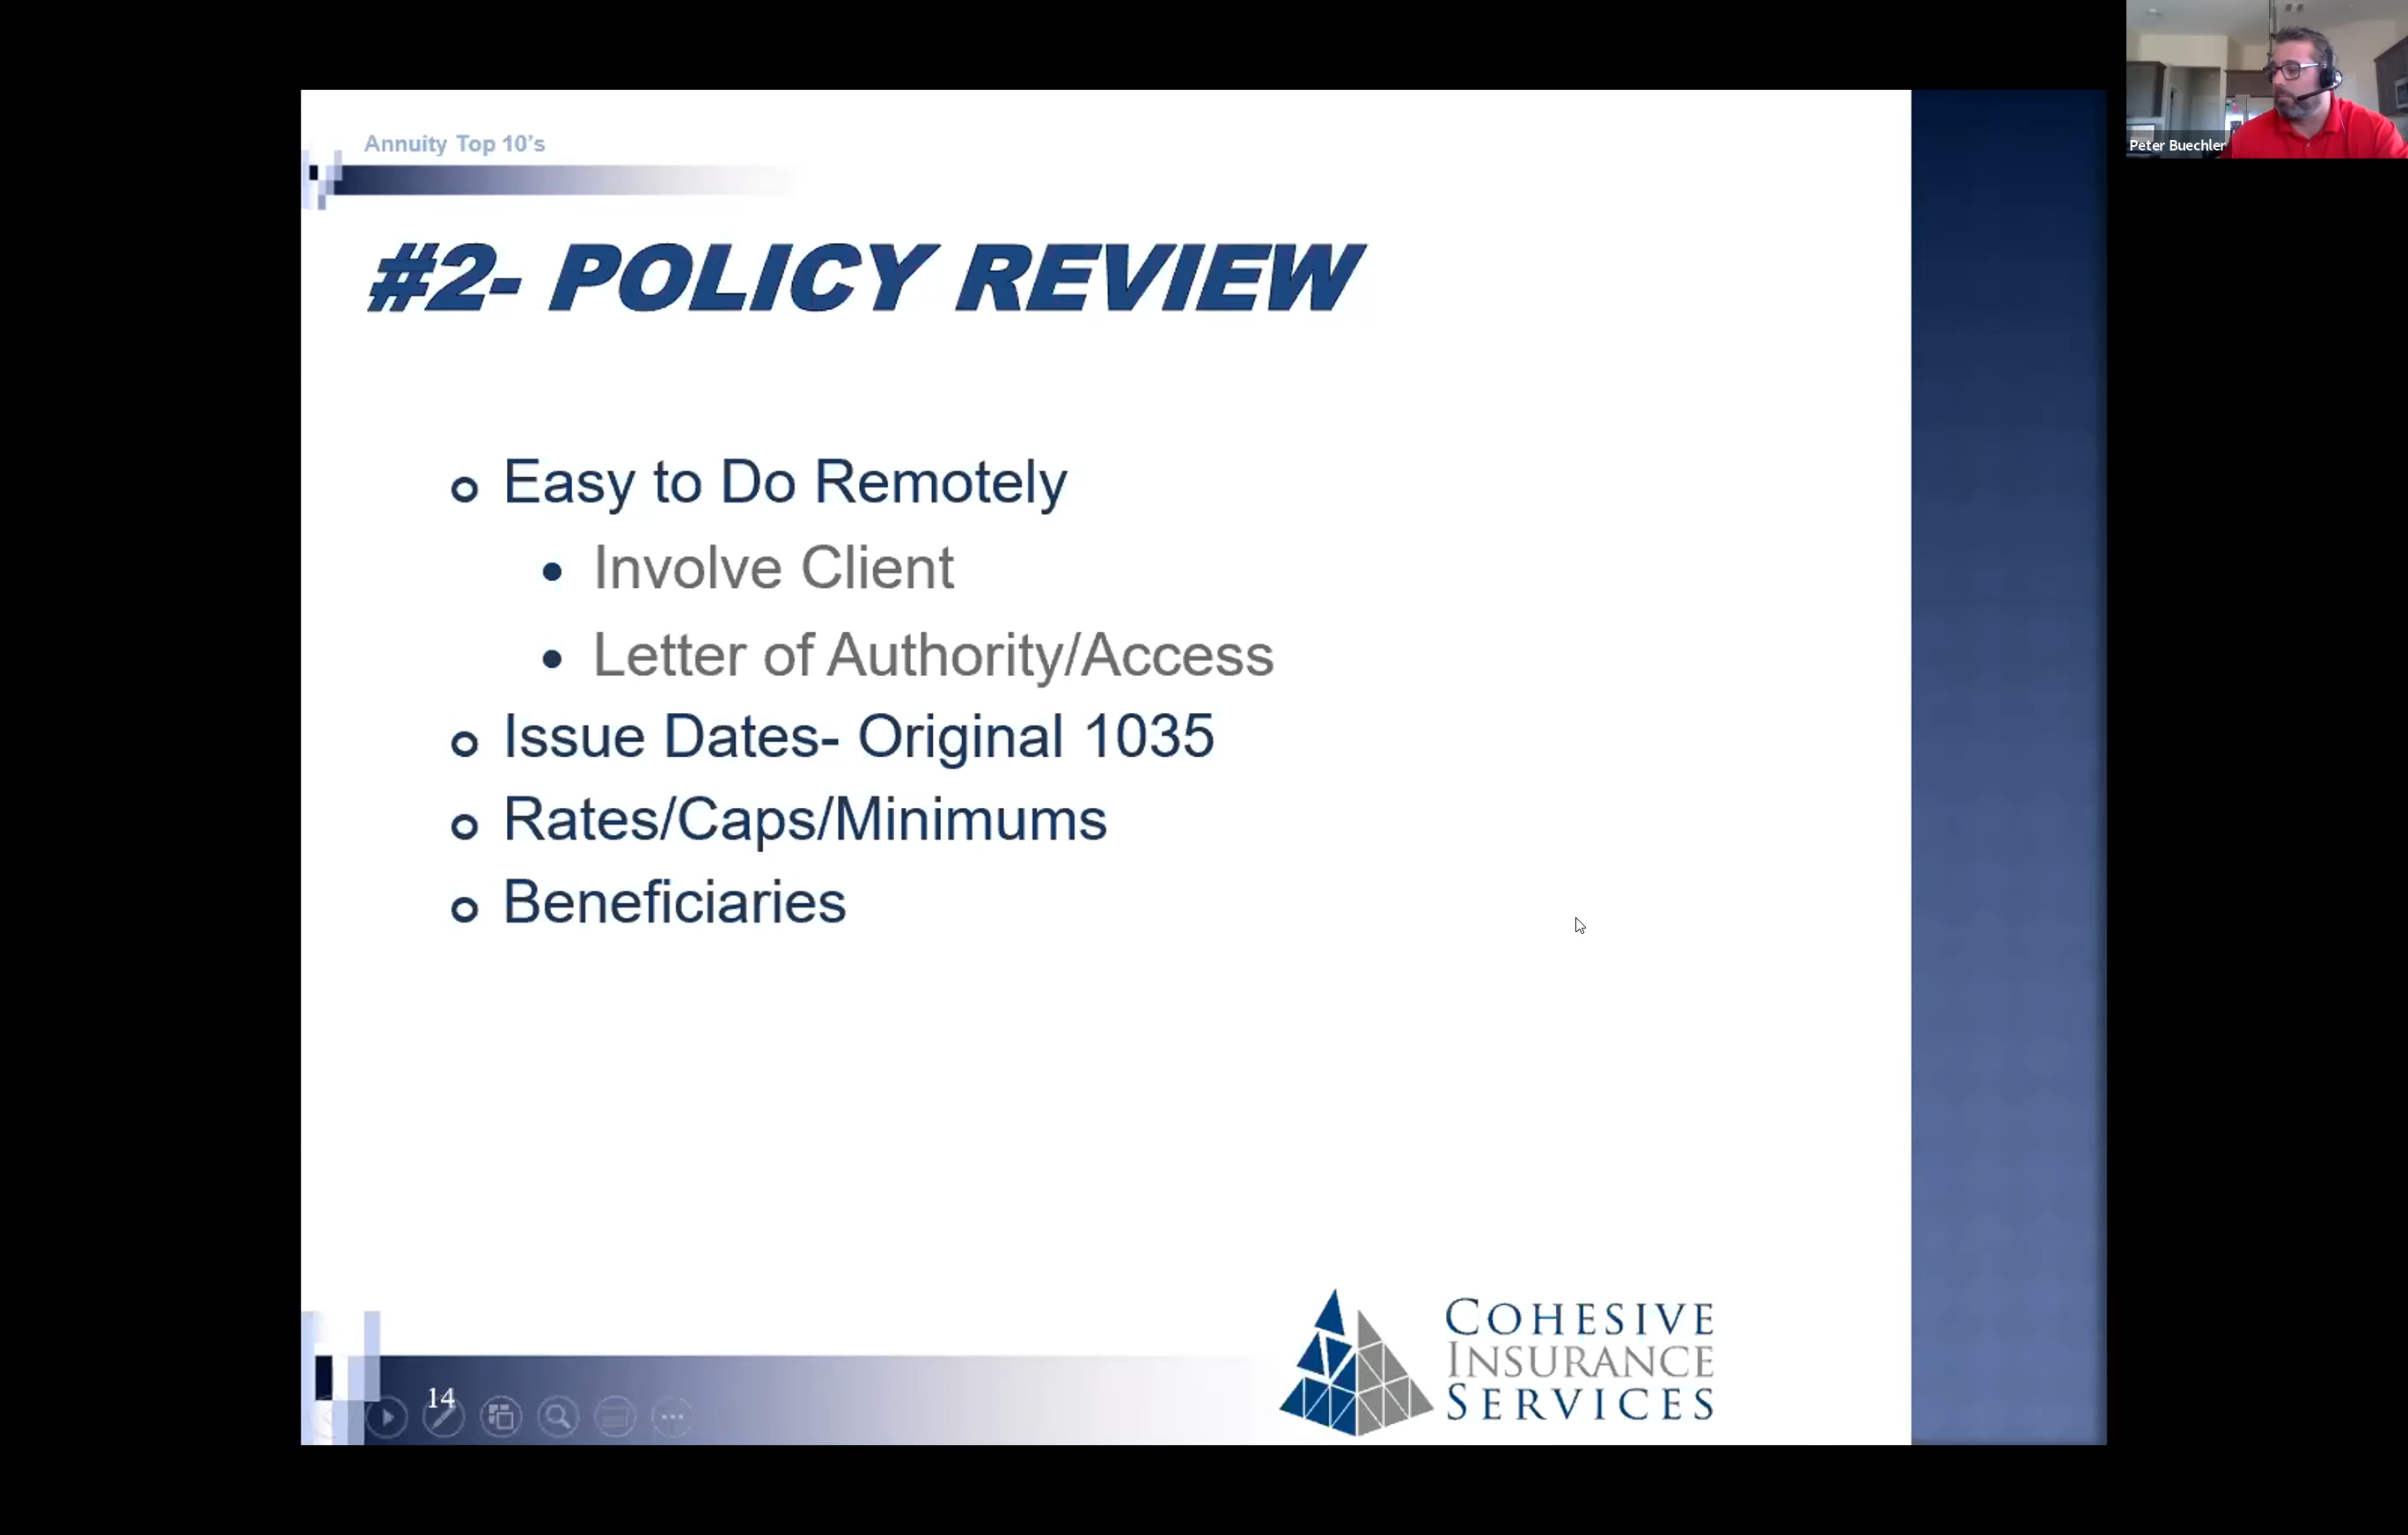 Annuity Top 10's
#2- POLICY REVIEW
Easy to Do Remotely
Involve Client
Letter of Authority/Access
Issue Dates- Original 1035
Rates/Caps/Minimums
Beneficiaries
14
COHESIVE
INSURANCE
SERVICES
Peter Buechler